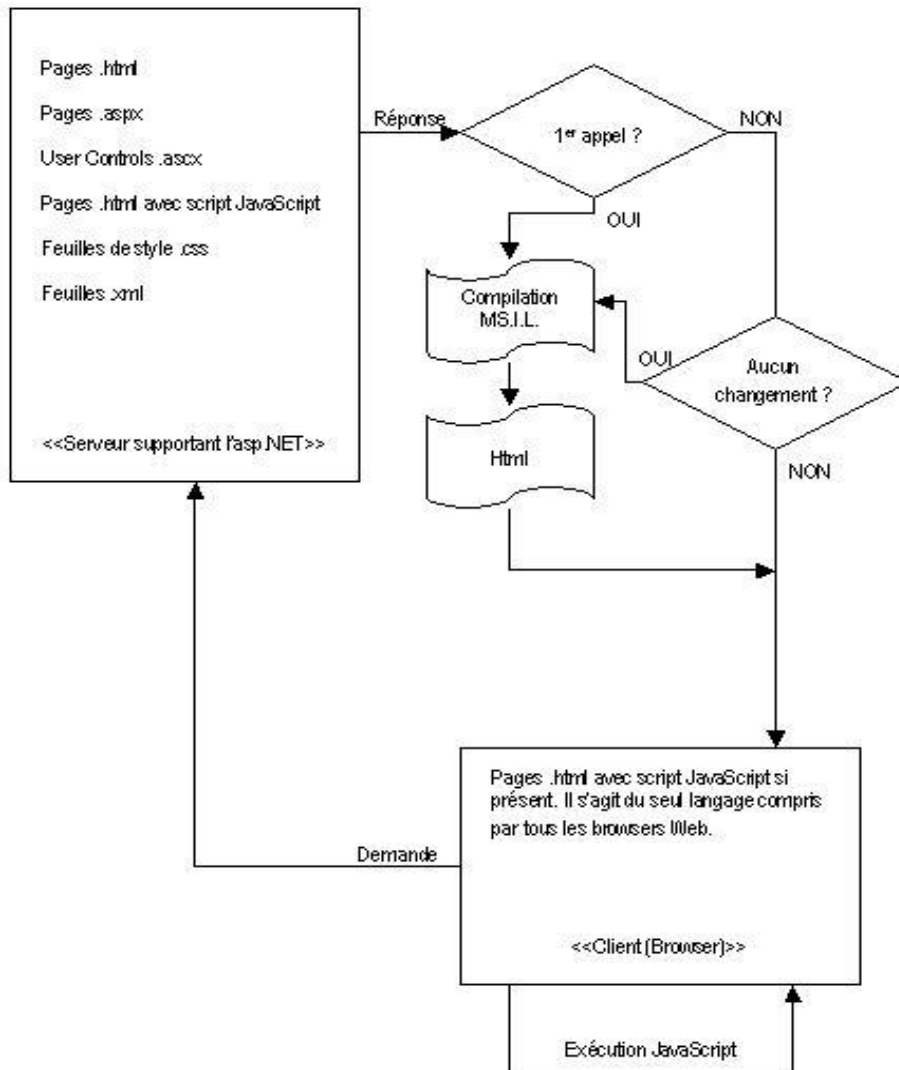 Pages .html
Pages .aspx
User Controls .ascx
Pages .html avec script JavaScript
Feuilles de style .css
Feuilles .xml
<<Serveur supportant l'asp.NET>>
Réponse
1er appel ?
NON
OUI
Compilation
MS.I.L.
OUI
Aucun
changement ?
Html
NON
Pages .html avec script JavaScript si
présent. Il s'agit du seul langage compris
par tous les browsers Web.
Demande
<<Client (Browser)>>
Exécution JavaScript